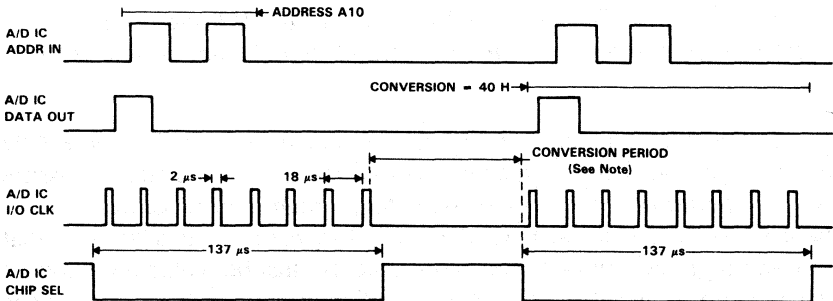 ADDRESS A10
A/D IC
ADDR IN
CONVERSION = 40 H
A/D IC
DATA OUT
CONVERSION PERIOD
(See Note)
2 μs
18 μs
A/D IC
I/O CLK
137 μs
137 μs
A/D IC
CHIP SEL